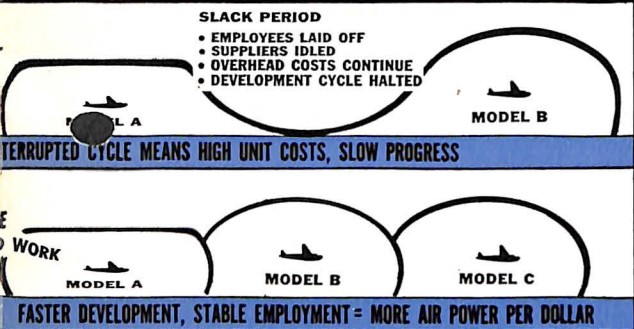 SLACK PERIOD
• EMPLOYEES LAID OFF
• SUPPLIERS IDLED
• OVERHEAD COSTS CONTINUE
• DEVELOPMENT CYCLE HALTED
A
MODEL B
TERRUPTED CYCLE MEANS HIGH UNIT COSTS, SLOW PROGRESS
E
WORK
MODEL A
MODEL B
MODEL C
FASTER DEVELOPMENT, STABLE EMPLOYMENT = MORE AIR POWER PER DOLLAR